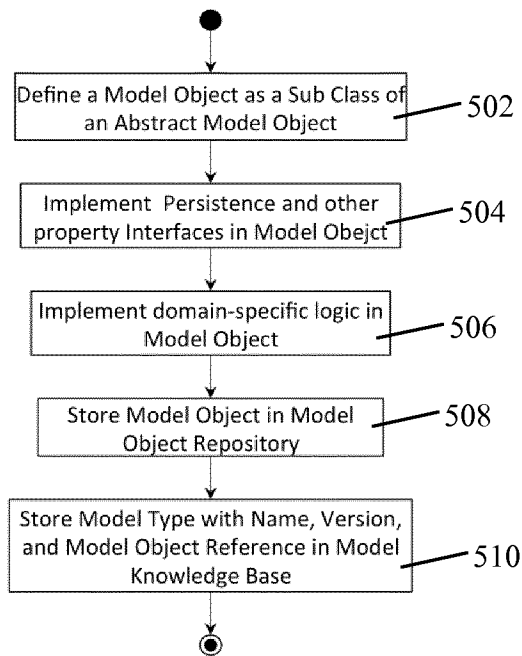 Define a Model Object as a Sub Class of
an Abstract Model Object
502
Implement Persistence and other
property Interfaces in Model Obejct
504
Implement domain-specific logic in
Model Object
506
Store Model Object in Model
Object Repository
508
Store Model Type with Name, Version,
and Model Object Reference in Model
Knowledge Base
510